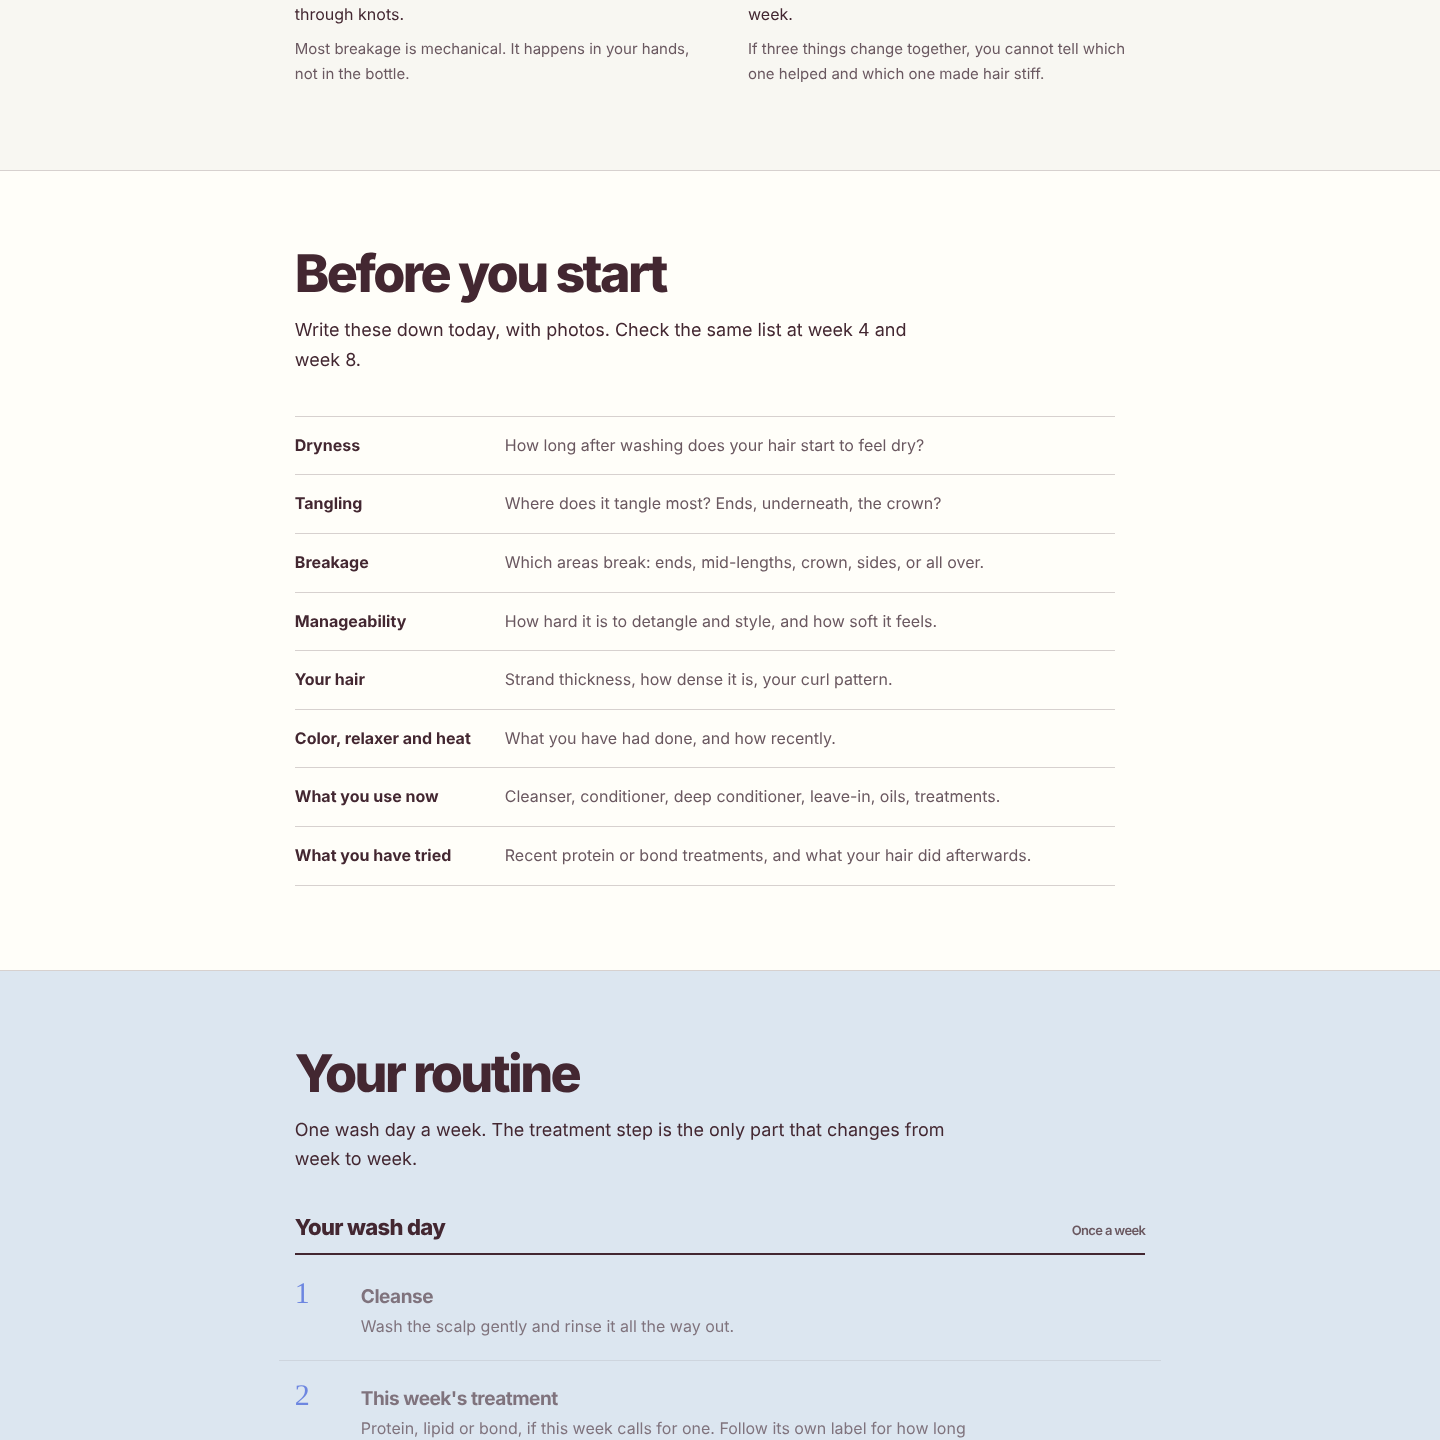 through knots.
Most breakage is mechanical. It happens in your hands,
not in the bottle.
week.
If three things change together, you cannot tell which
one helped and which one made hair stiff.
Before you start
Write these down today, with photos. Check the same list at week 4 and
week 8.
Dryness How long after washing does your hair start to feel dry?
Tangling Where does it tangle most? Ends, underneath, the crown?
Breakage Which areas break: ends, mid-lengths, crown, sides, or all over.
Manageability How hard it is to detangle and style, and how soft it feels.
Your hair Strand thickness, how dense it is, your curl pattern.
Color, relaxer and heat What you have had done, and how recently.
What you use now Cleanser, conditioner, deep conditioner, leave-in, oils, treatments.
What you have tried Recent protein or bond treatments, and what your hair did afterwards.
Your routine
One wash day a week. The treatment step is the only part that changes from
week to week.
Your wash day Once a week
1 Cleanse
Wash the scalp gently and rinse it all the way out.
2 This week's treatment
Protein, lipid or bond, if this week calls for one. Follow its own label for how long